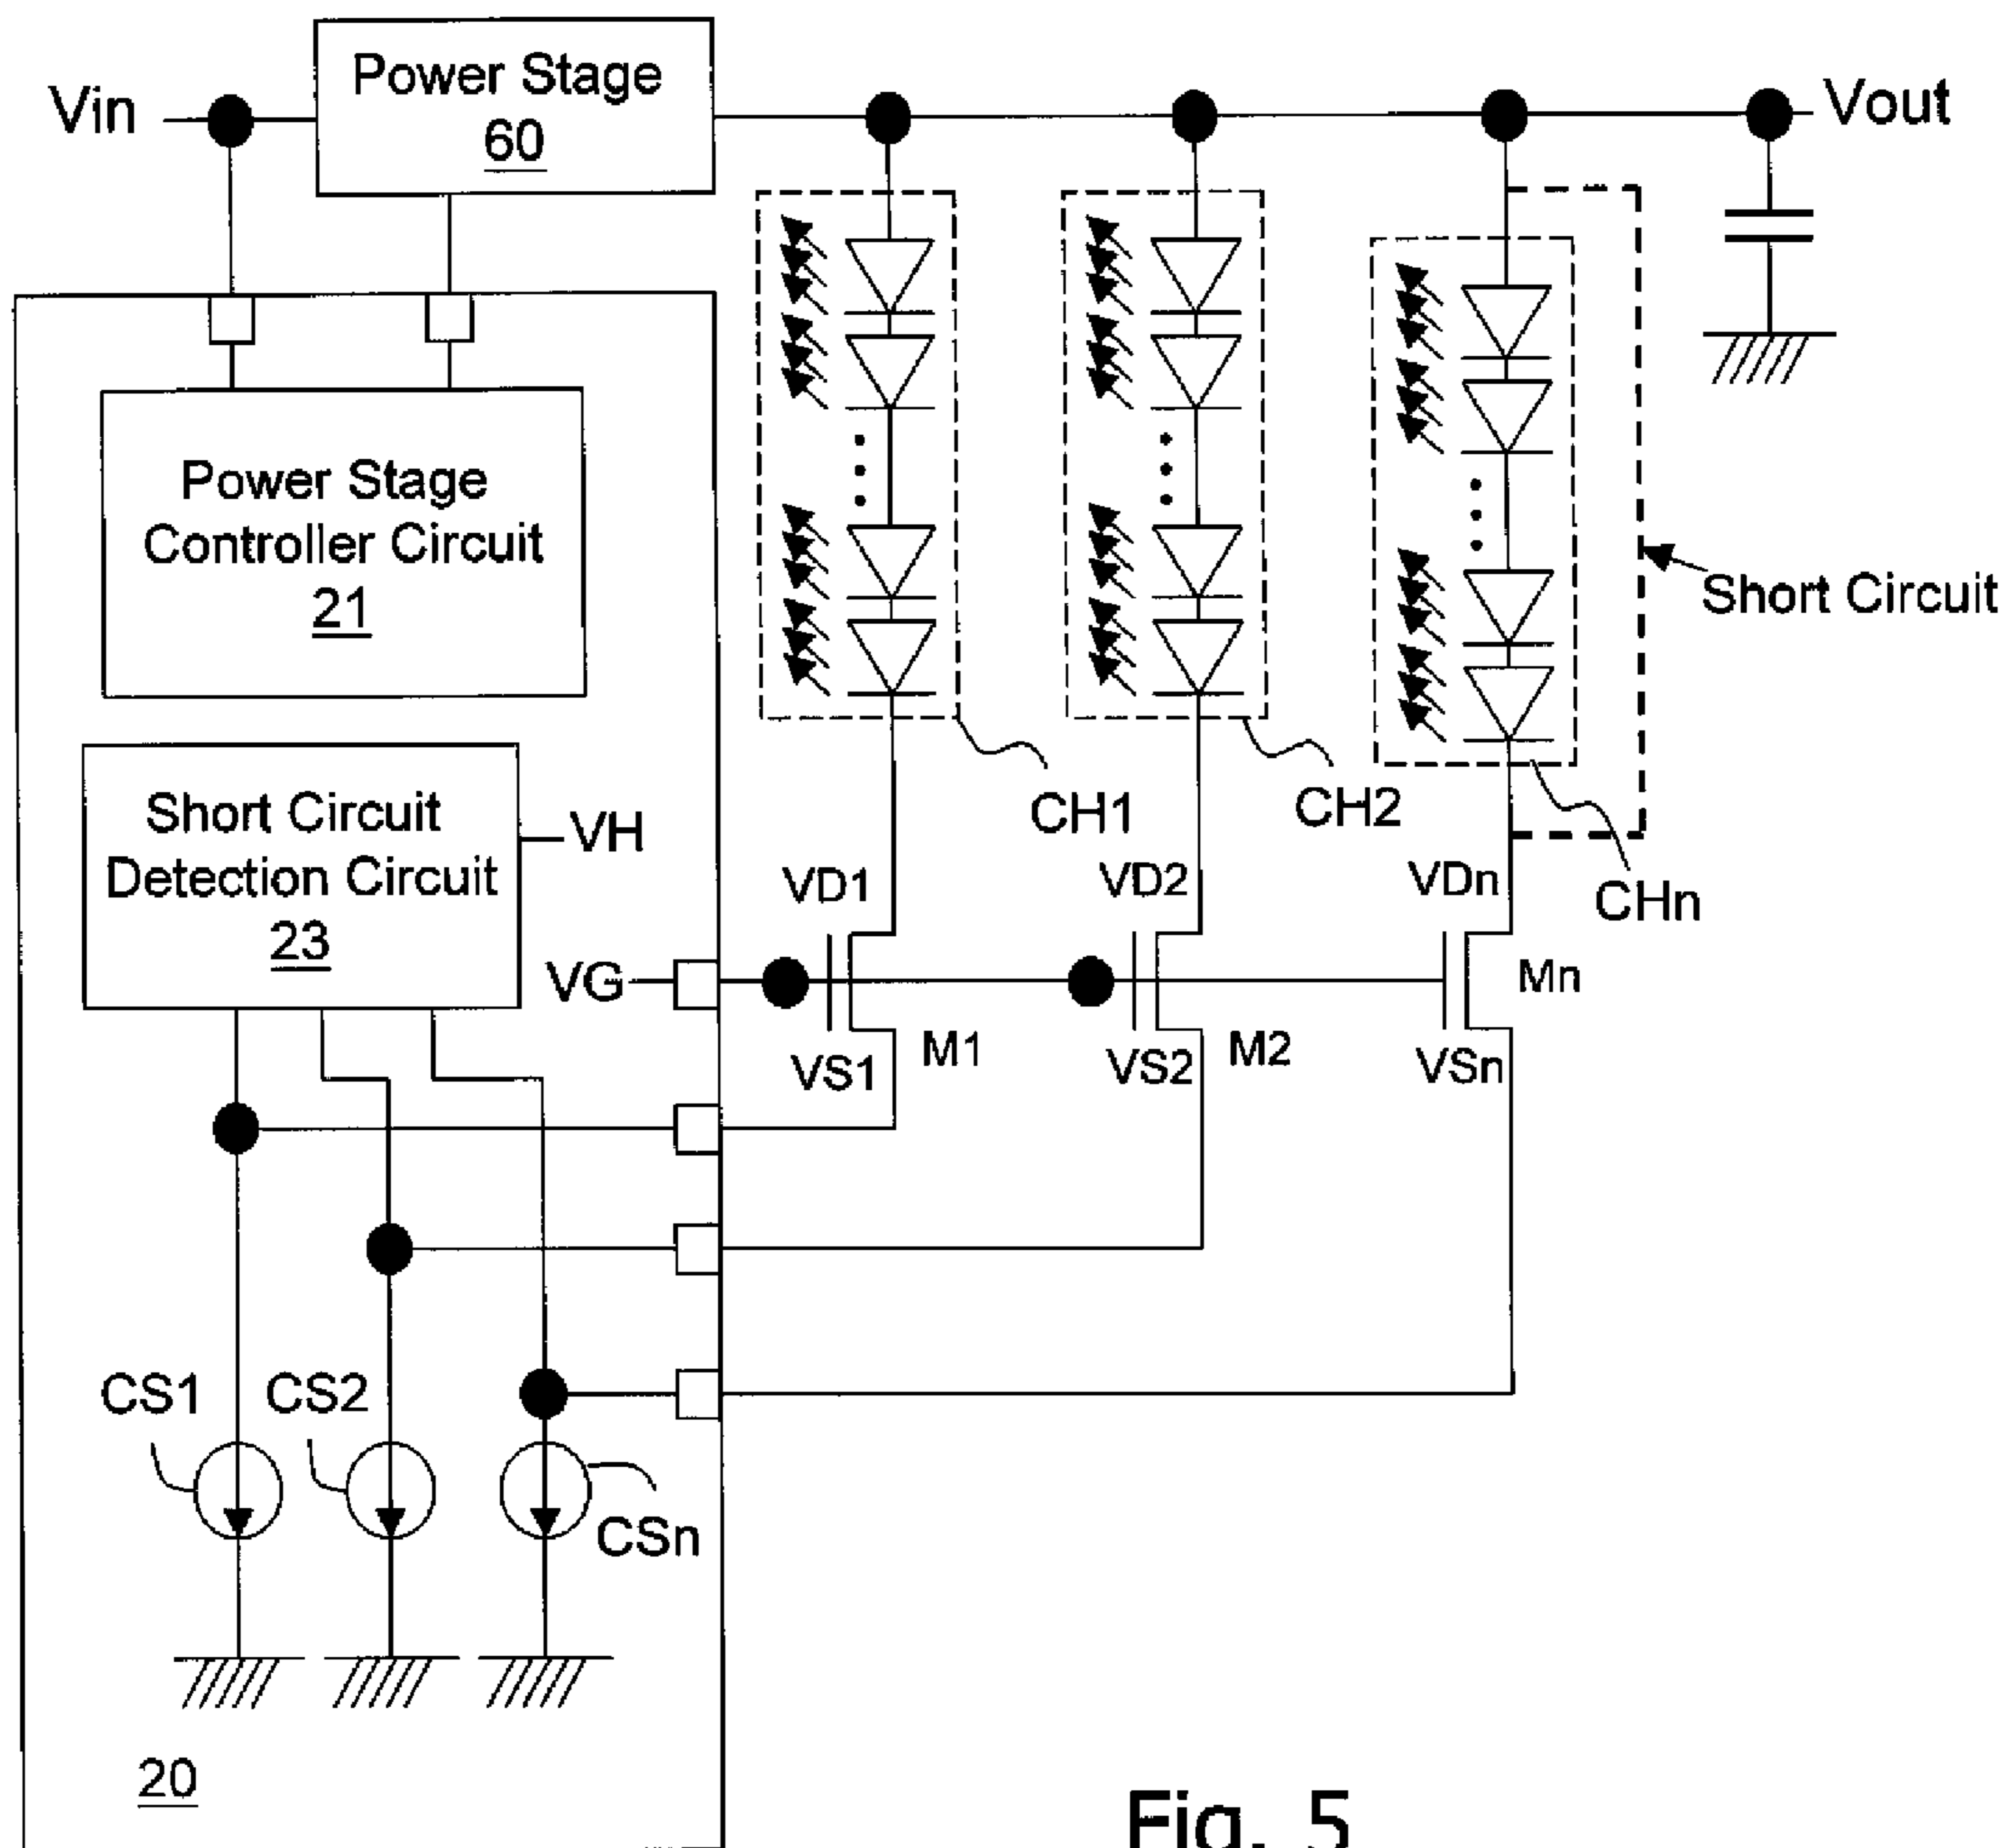 Power Stage
60
Vin
Vout
Power Stage
Controller Circuit
21
Short Circuit
Short Circuit
Detection Circuit
23
VH
CH1
CH2
CHn
VD1
VD2
VDn
VG
M1
M2
Mn
VS1
VS2
VSn
CS1
CS2
CSn
20
Fig. 5